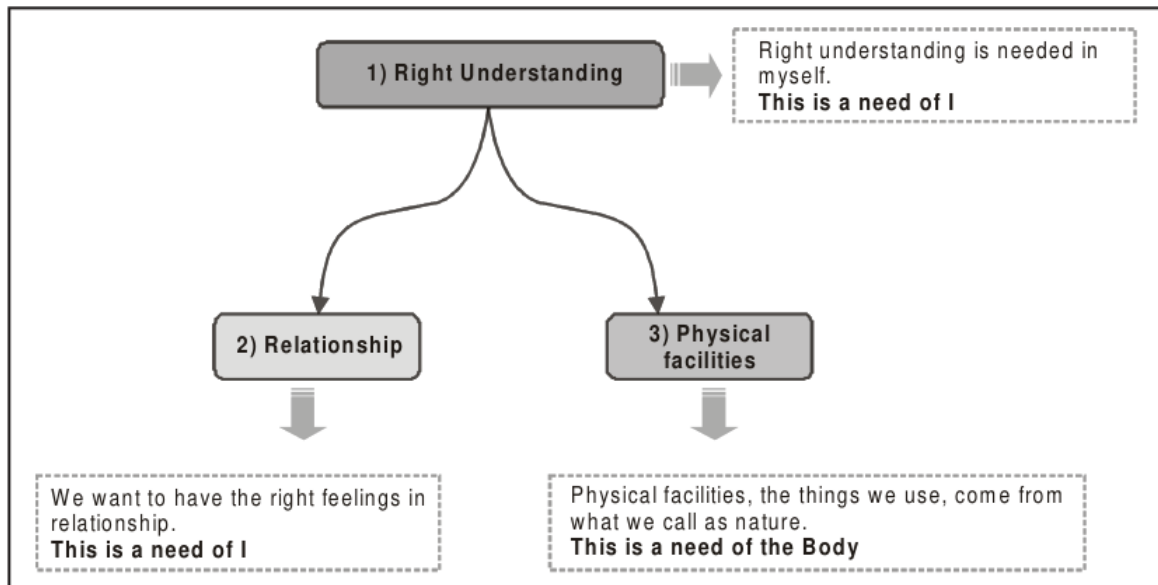 1) Right Understanding
Right understanding is needed in
myself.
This is a need of I
2) Relationship
3) Physical
facilities
We want to have the right feelings in
relationship.
This is a need of I
Physical facilities, the things we use, come from
what we call as nature.
This is a need of the Body